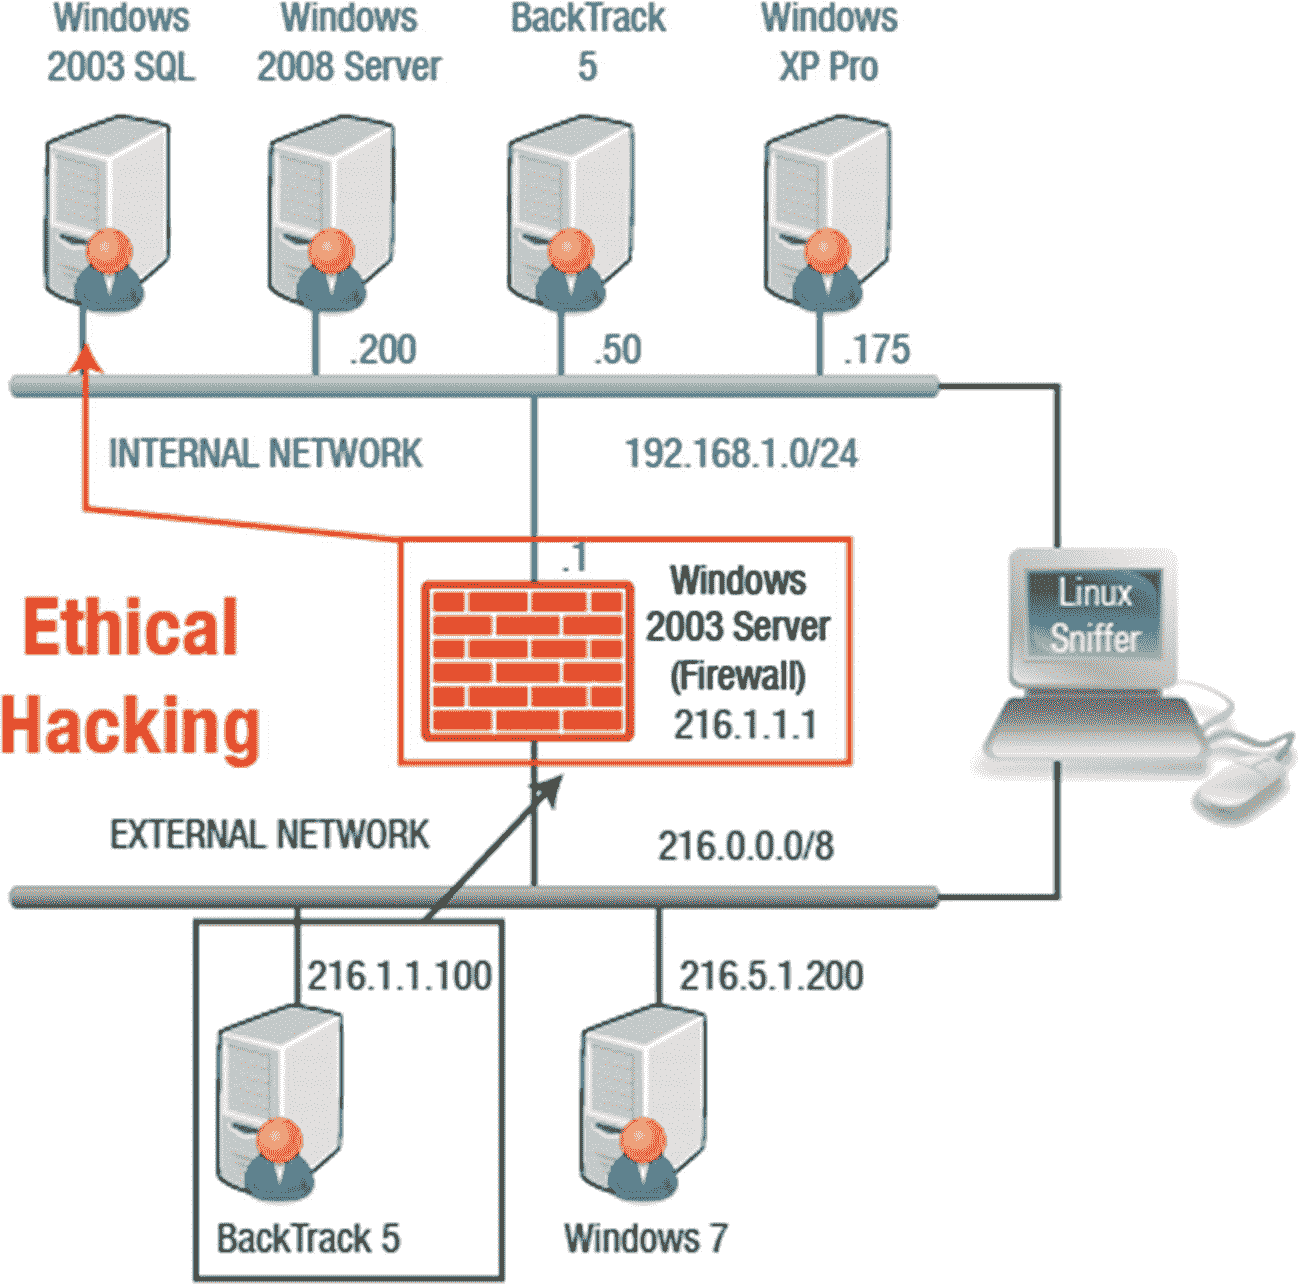 Windows
2003 SQL
Windows
2008 Server
BackTrack
5
Windows
XP Pro
.200
.50
.175
INTERNAL NETWORK
192.168.1.0/24
.1
Windows
2003 Server
(Firewall)
216.1.1.1
Linux
Sniffer
Ethical
Hacking
EXTERNAL NETWORK
216.0.0.0/8
216.1.1.100
216.5.1.200
BackTrack 5
Windows 7